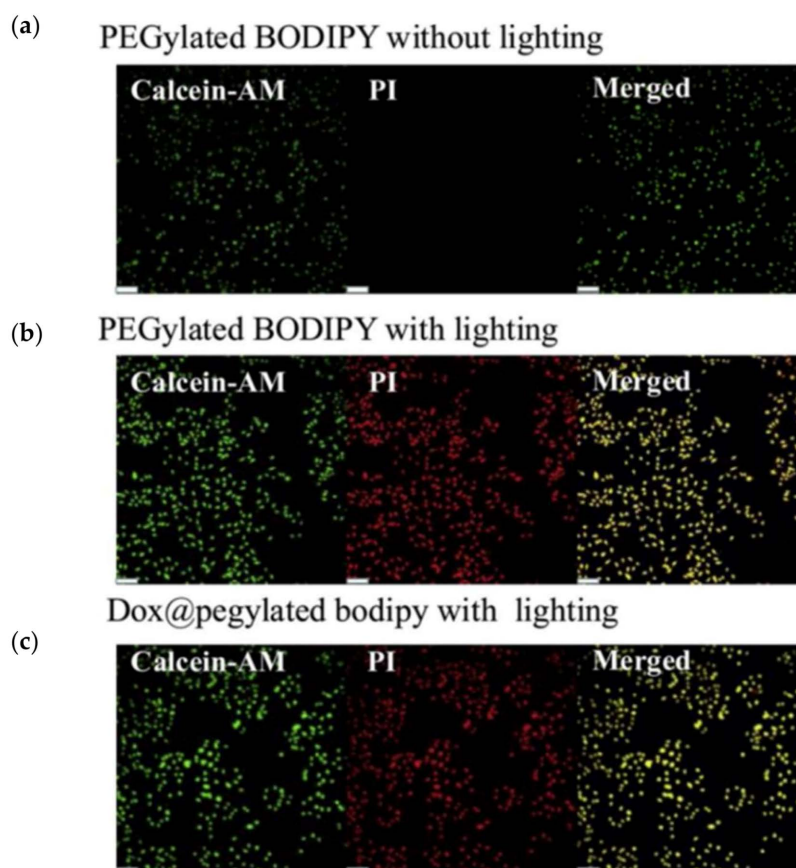 (a)
PEGylated BODIPY without lighting
Calcein-AM PI Merged
(b)
PEGylated BODIPY with lighting
Calcein-AM PI Merged
Dox@pegylated bodipy with lighting
(c)
Calcein-AM PI Merged